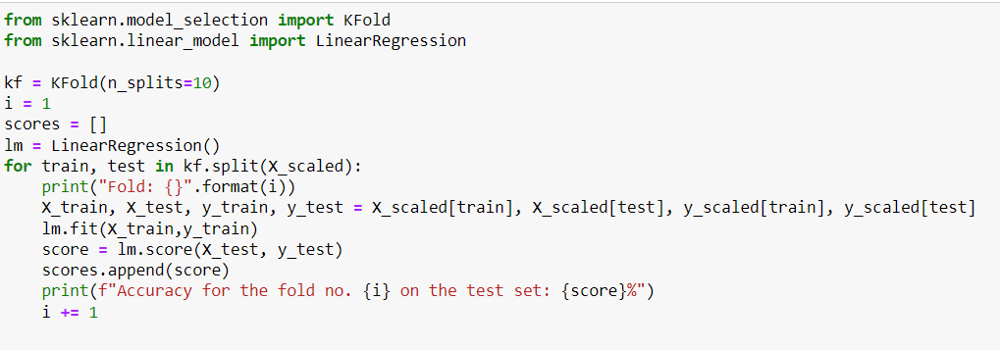 from sklearn.model_selection import KFold
from sklearn.linear_model import LinearRegression

kf = KFold(n_splits=10)
i = 1
scores = []
lm = LinearRegression()
for train, test in kf.split(X_scaled):
    print("Fold: {}".format(i))
    X_train, X_test, y_train, y_test = X_scaled[train], X_scaled[test], y_scaled[train], y_scaled[test]
    lm.fit(X_train,y_train)
    score = lm.score(X_test, y_test)
    scores.append(score)
    print(f"Accuracy for the fold no. {i} on the test set: {score}%")
    i += 1